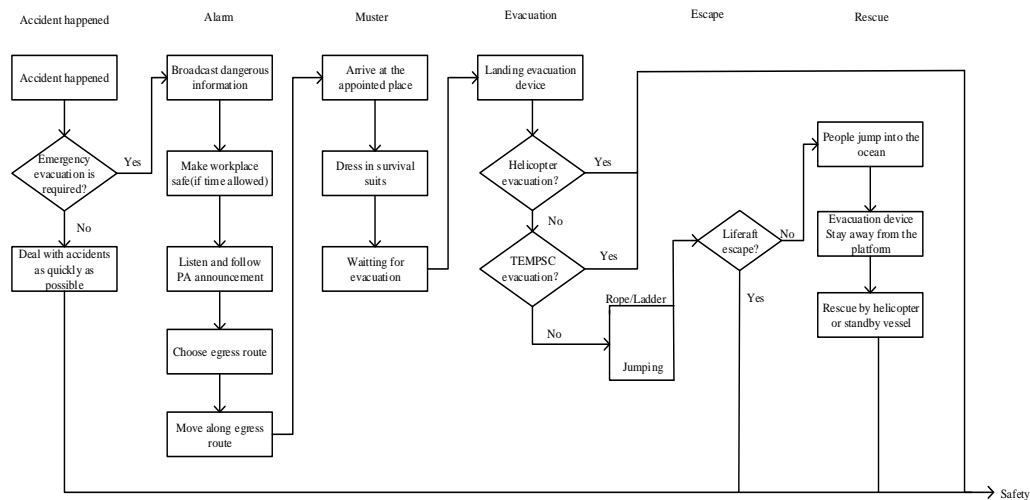 Accident happened
Alarm
Muster
Evacuation
Escape
Rescue
Accident happened
Emergency
evacuation is
required?
Yes
No
Deal with accidents
as quickly as
possible
Broadcast dangerous
information
Make workplace
safe(if time allowed)
Listen and follow
PA announcement
Choose egress route
Move along egress
route
Arrive at the
appointed place
Dress in survival
suits
Waitting for
evacuation
Landing evacuation
device
Helicopter
evacuation?
Yes
No
TEMPSC
evacuation?
Yes
No
Rope/Ladder
Jumping
Liferaft
escape?
No
Yes
People jump into the
ocean
Evacuation device
Stay away from the
platform
Rescue by helicopter
or standby vessel
Safety